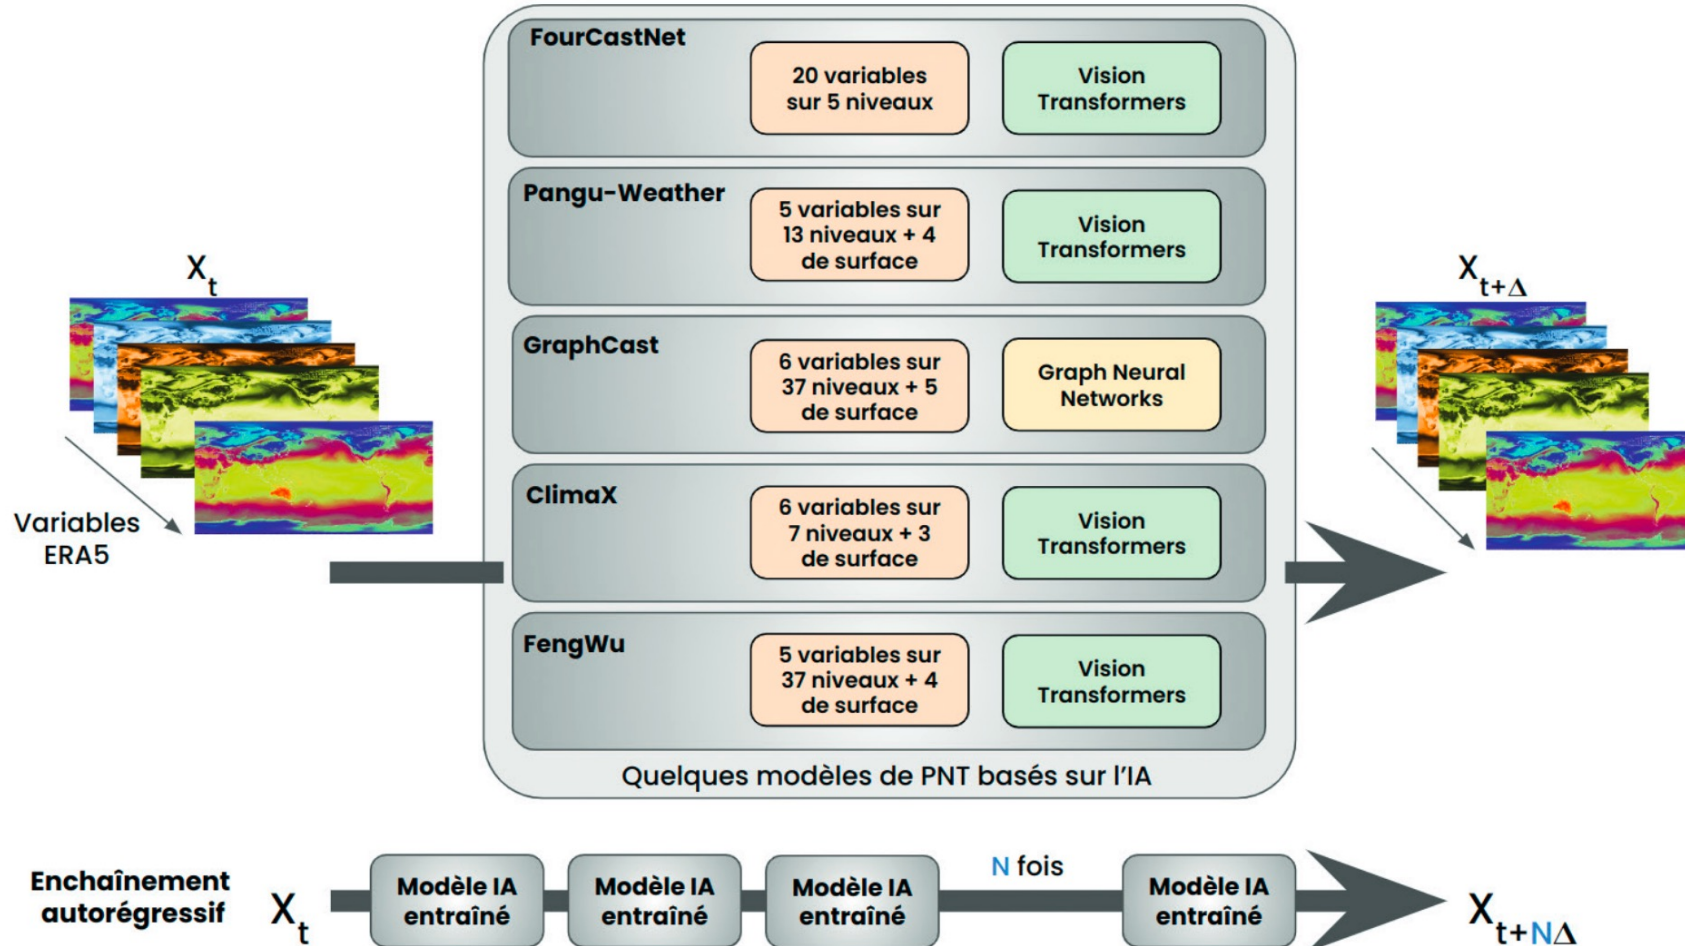 FourCastNet
20 variables
sur 5 niveaux
Vision
Transformers
Pangu-Weather
5 variables sur
13 niveaux + 4
de surface
Vision
Transformers
GraphCast
6 variables sur
37 niveaux + 5
de surface
Graph Neural
Networks
ClimaX
6 variables sur
7 niveaux + 3
de surface
Vision
Transformers
FengWu
5 variables sur
37 niveaux + 4
de surface
Vision
Transformers
Quelques modèles de PNT basés sur l'IA
Xt
Variables
ERA5
Xt+Δ
Enchaînement
autorégressif
Xt
Modèle IA
entraîné
Modèle IA
entraîné
Modèle IA
entraîné
N fois
Modèle IA
entraîné
Xt+NΔ